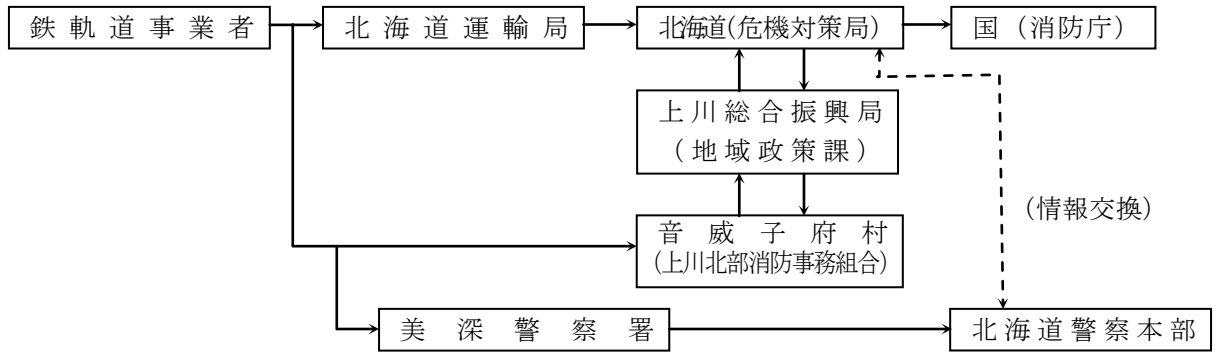 鉄軌道事業者
北海道運輸局
北海道(危機対策局)
国(消防庁)
上川総合振興局
(地域政策課)
(情報交換)
音威子府村
(上川北部消防事務組合)
美深警察署
北海道警察本部